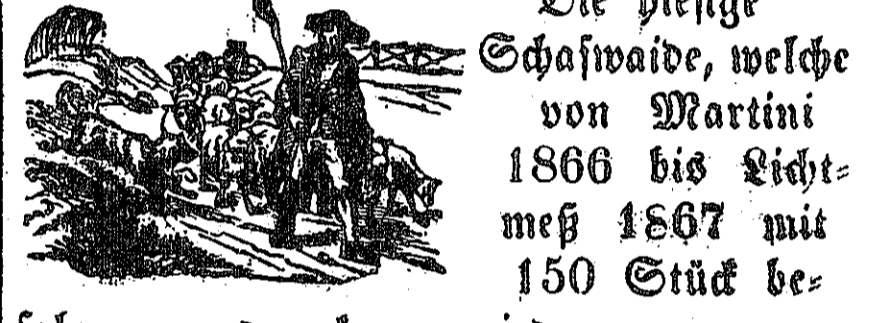 Die hiesige
Schafwaide, welche
von Martini
1866 bis Licht=
meß 1867 mit
150 Stück be=